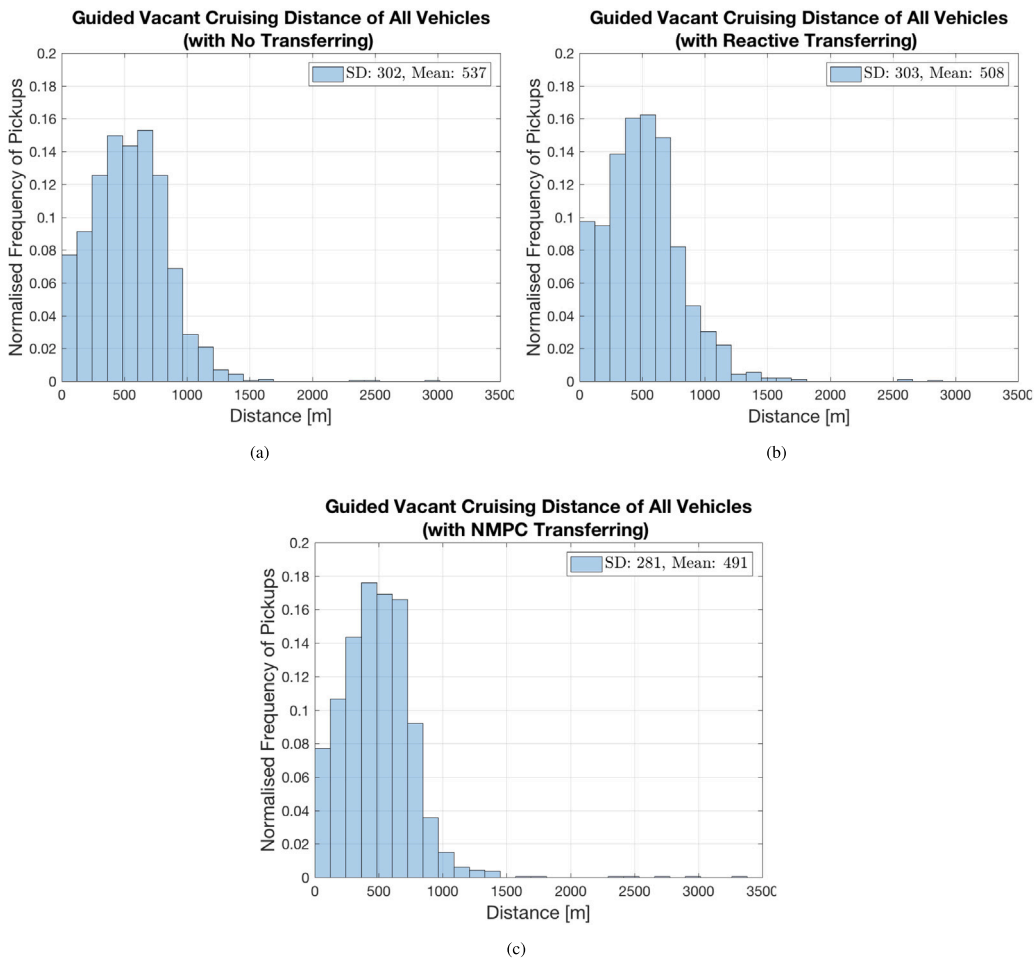 Guided Vacant Cruising Distance of All Vehicles
(with No Transferring)
SD: 302, Mean: 537
Normalised Frequency of Pickups
0.2
0.18
0.16
0.14
0.12
0.1
0.08
0.06
0.04
0.02
0
0 500 1000 1500 2000 2500 3000 3500
Distance [m]
(a)
Guided Vacant Cruising Distance of All Vehicles
(with Reactive Transferring)
SD: 303, Mean: 508
Normalised Frequency of Pickups
0.2
0.18
0.16
0.14
0.12
0.1
0.08
0.06
0.04
0.02
0
0 500 1000 1500 2000 2500 3000 3500
Distance [m]
(b)
Guided Vacant Cruising Distance of All Vehicles
(with NMPC Transferring)
SD: 281, Mean: 491
Normalised Frequency of Pickups
0.2
0.18
0.16
0.14
0.12
0.1
0.08
0.06
0.04
0.02
0
0 500 1000 1500 2000 2500 3000 3500
Distance [m]
(c)